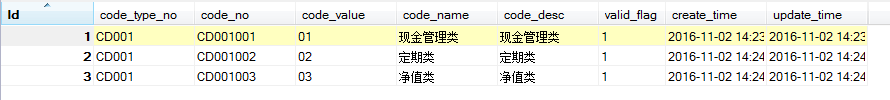 Id code_type_no code_no code_value code_name code_desc valid_flag create_time update_time
1 CD001 CD001001 01 现金管理类 现金管理类 1 2016-11-02 14:23 2016-11-02 14:23
2 CD001 CD001002 02 定期类 定期类 1 2016-11-02 14:24 2016-11-02 14:24
3 CD001 CD001003 03 净值类 净值类 1 2016-11-02 14:24 2016-11-02 14:24